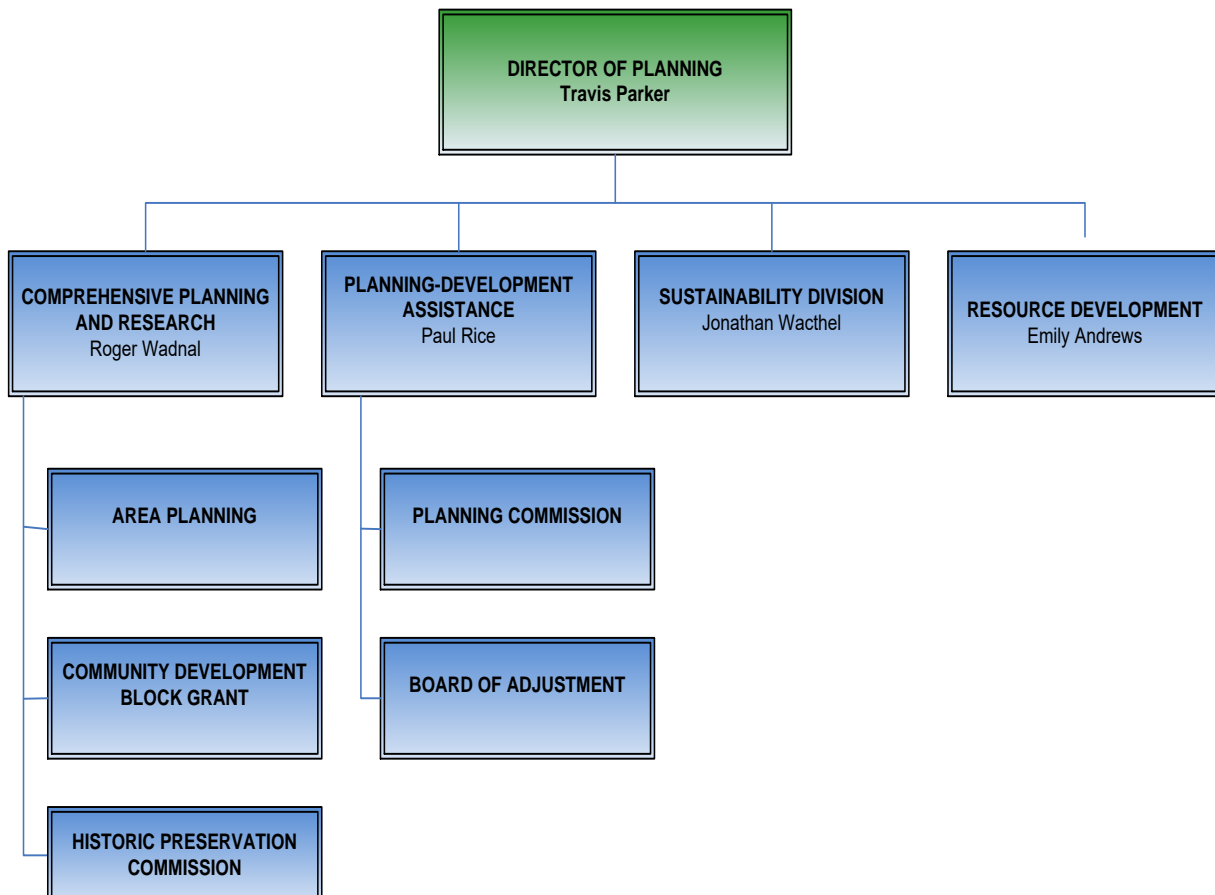 DIRECTOR OF PLANNING
Travis Parker
COMPREHENSIVE PLANNING
AND RESEARCH
Roger Wadnal
PLANNING-DEVELOPMENT
ASSISTANCE
Paul Rice
SUSTAINABILITY DIVISION
Jonathan Wacthel
RESOURCE DEVELOPMENT
Emily Andrews
AREA PLANNING
COMMUNITY DEVELOPMENT
BLOCK GRANT
HISTORIC PRESERVATION
COMMISSION
PLANNING COMMISSION
BOARD OF ADJUSTMENT